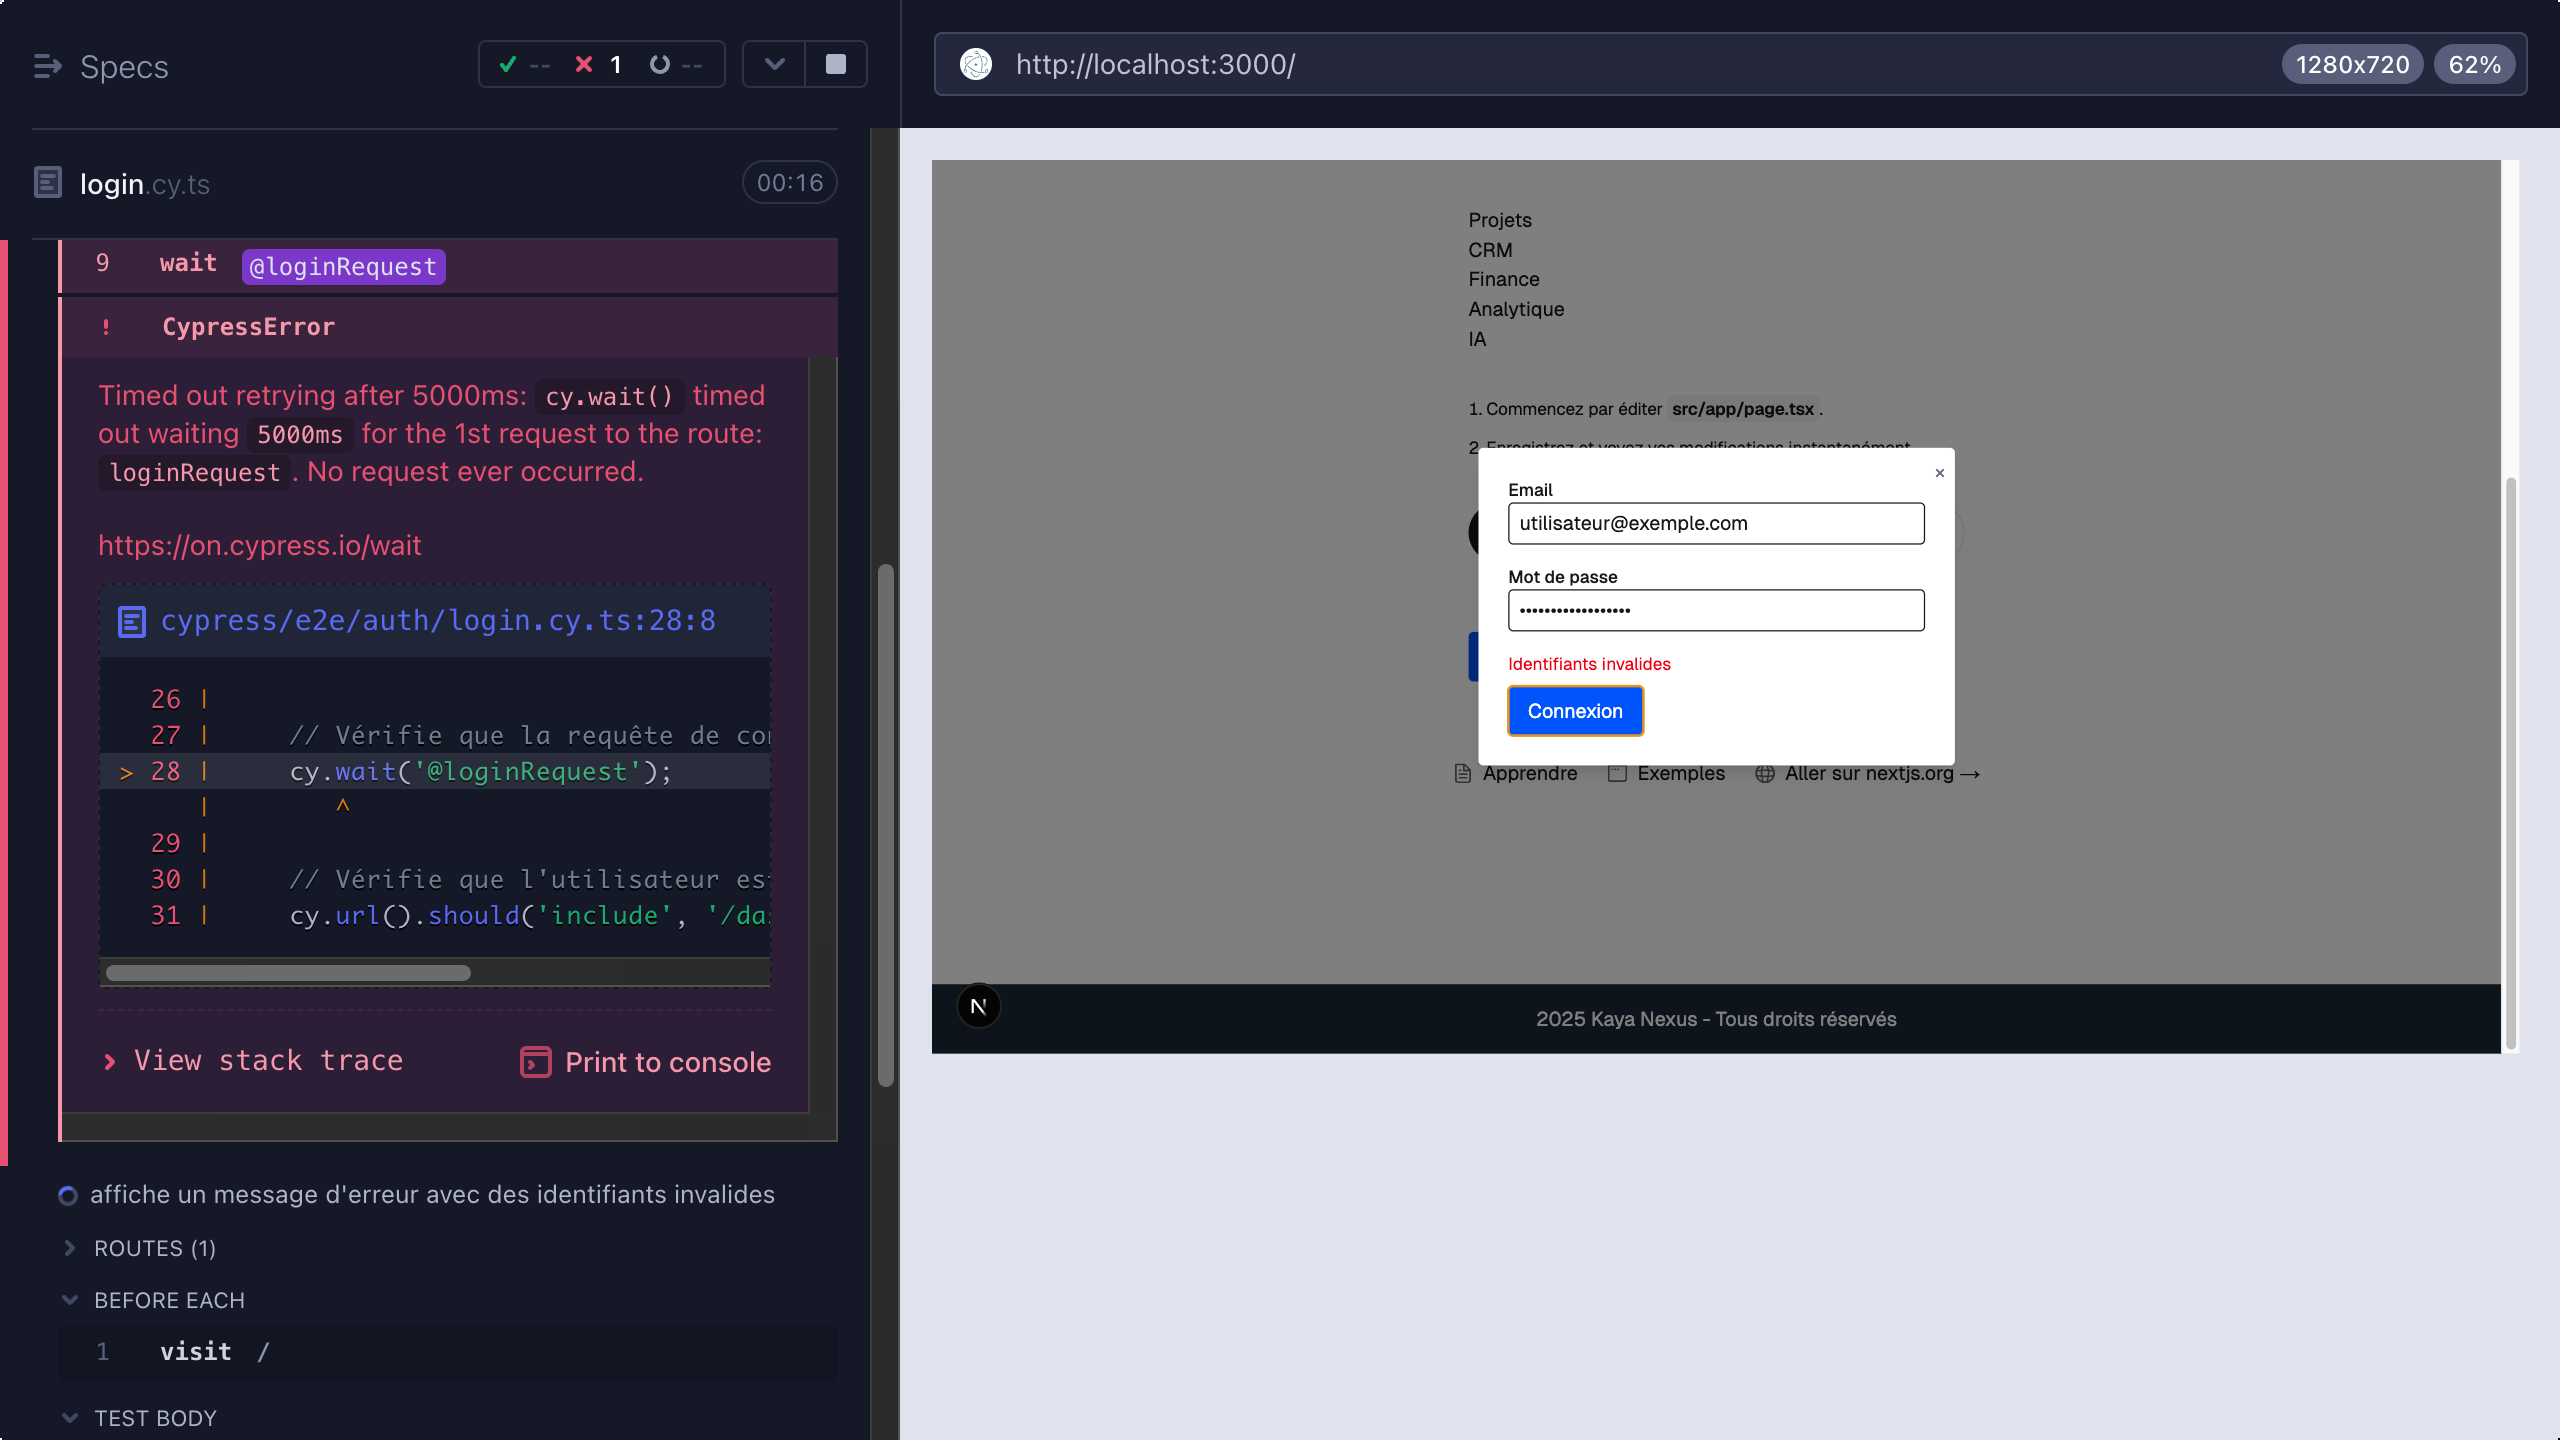 Specs
-- 1 --
login.cy.ts
00:16
9 wait @loginRequest
! CypressError
Timed out retrying after 5000ms: cy.wait() timed
out waiting 5000ms for the 1st request to the route:
loginRequest. No request ever occurred.
https://on.cypress.io/wait
cypress/e2e/auth/login.cy.ts:28:8
26 |
27 | // Vérifie que la requête de
> 28 | cy.wait('@loginRequest');
| ^
29 |
30 | // Vérifie que l'utilisateur
31 | cy.url().should('include', '/da
View stack trace
Print to console
affiche un message d'erreur avec des identifiants invalides
ROUTES (1)
BEFORE EACH
1 visit /
TEST BODY
http://localhost:3000/
1280x720
62%
Projets
CRM
Finance
Analytique
IA
1. Commencez par éditer src/app/page.tsx .
2. Enregistrez et voyez vos modifications instantanément.
×
Email
utilisateur@exemple.com
Mot de passe
••••••••••••••••••
Identifiants invalides
Connexion
Apprendre
Exemples
Aller sur nextjs.org →
N
2025 Kaya Nexus - Tous droits réservés